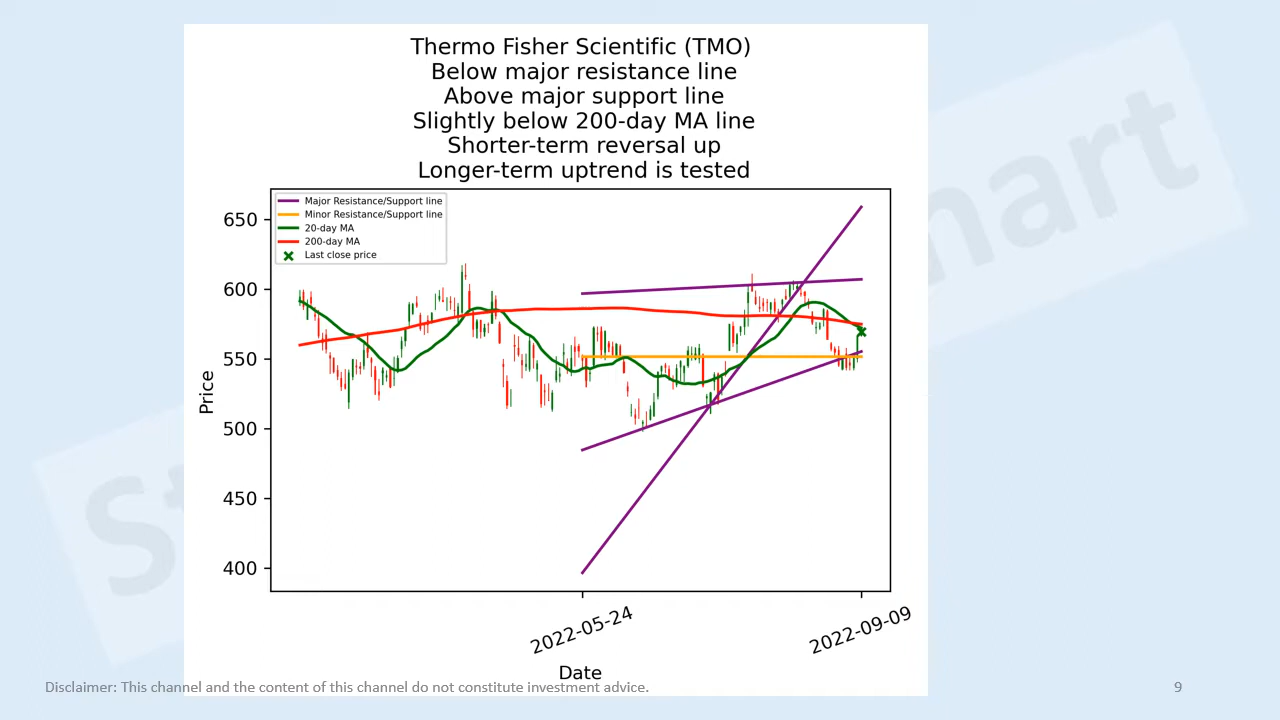 Thermo Fisher Scientific (TMO)
Below major resistance line
Above major support line
Slightly below 200-day MA line
Shorter-term reversal up
Longer-term uptrend is tested
Major Resistance/Support line
Minor Resistance/Support line
20-day MA
200-day MA
Last close price
650
600
550
500
450
400
Price
2022-05-24
2022-09-09
Date
Disclaimer: This channel and the content of this channel do not constitute investment advice.
9